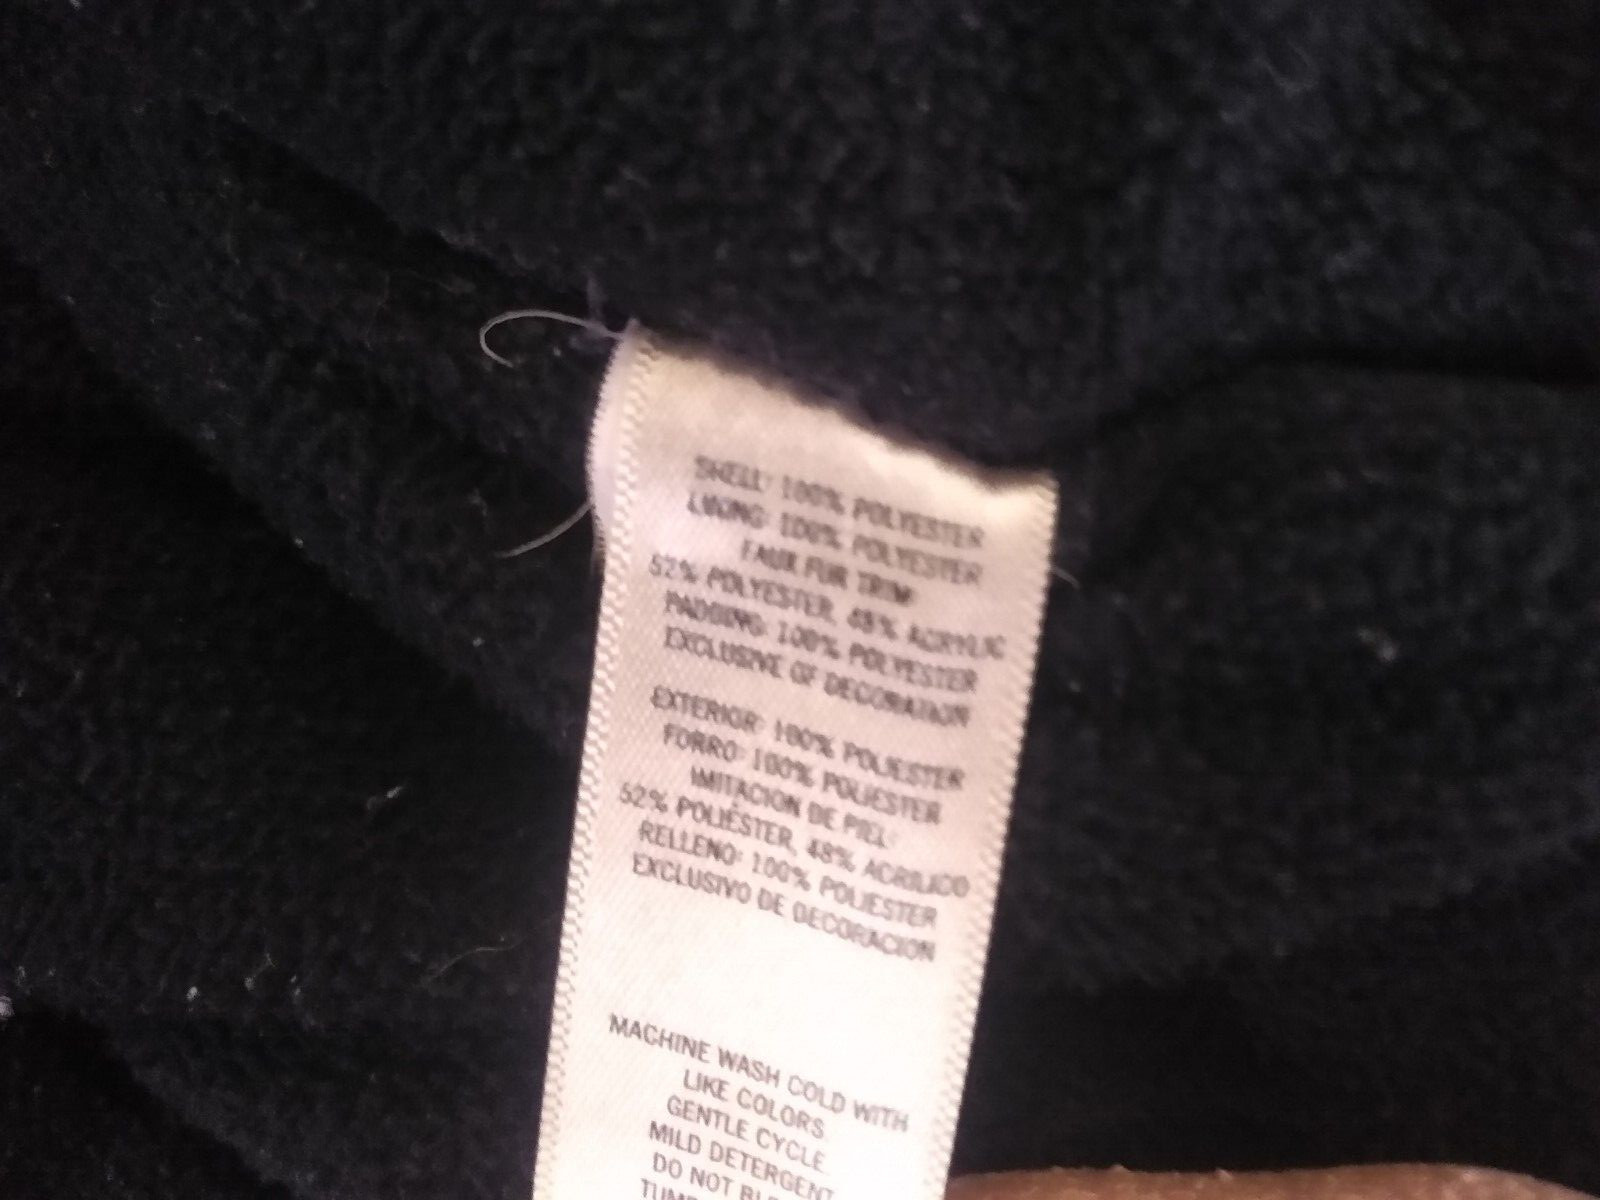 SHELL: 100% POLYESTER
LINING: 100% POLYESTER
FAUX FUR TRIM:
52% POLYESTER, 48% ACRYLIC
PADDING: 100% POLYESTER
EXCLUSIVE OF DECORATION
EXTERIOR: 100% POLIESTER
FORRO: 100% POLIESTER
IMITACION DE PIEL:
52% POLIÉSTER, 48% ACRILICO
RELLENO: 100% POLIESTER
EXCLUSIVO DE DECORACION
MACHINE WASH COLD WITH
LIKE COLORS.
GENTLE CYCLE.
MILD DETERGENT
DO NOT